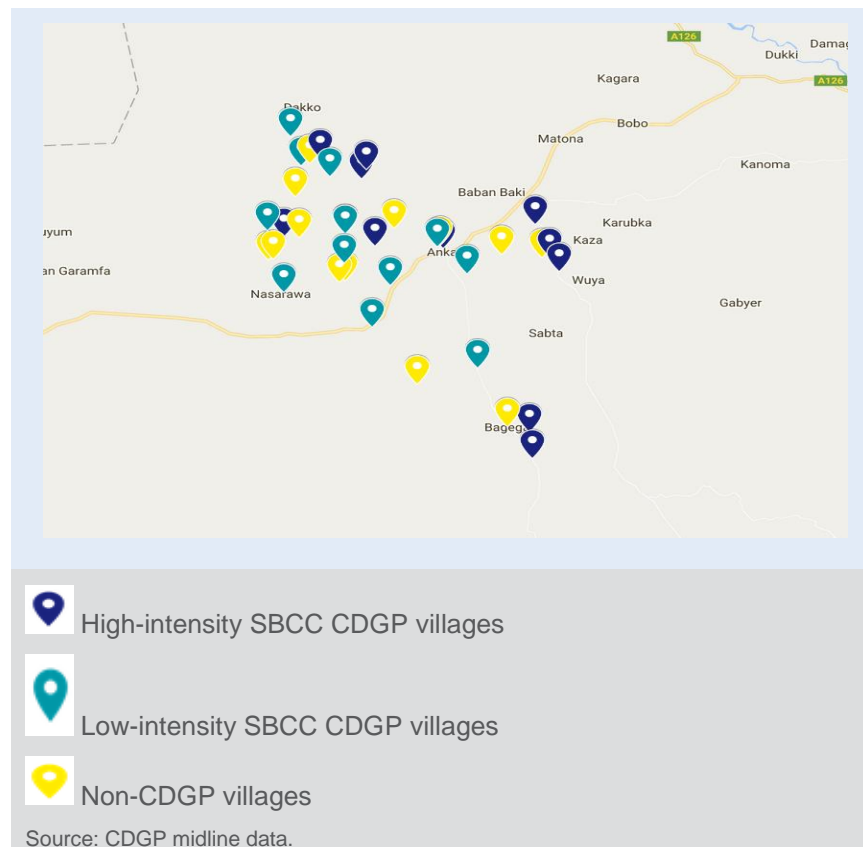 A126
Dukki
Kagara
A126
Bobo
Matona
Kanoma
Baban Baki
Karubka
Kaza
Wuya
Nasarawa
Gabyer
Sabta
High-intensity SBCC CDGP villages
Low-intensity SBCC CDGP villages
Non-CDGP villages
Source: CDGP midline data.